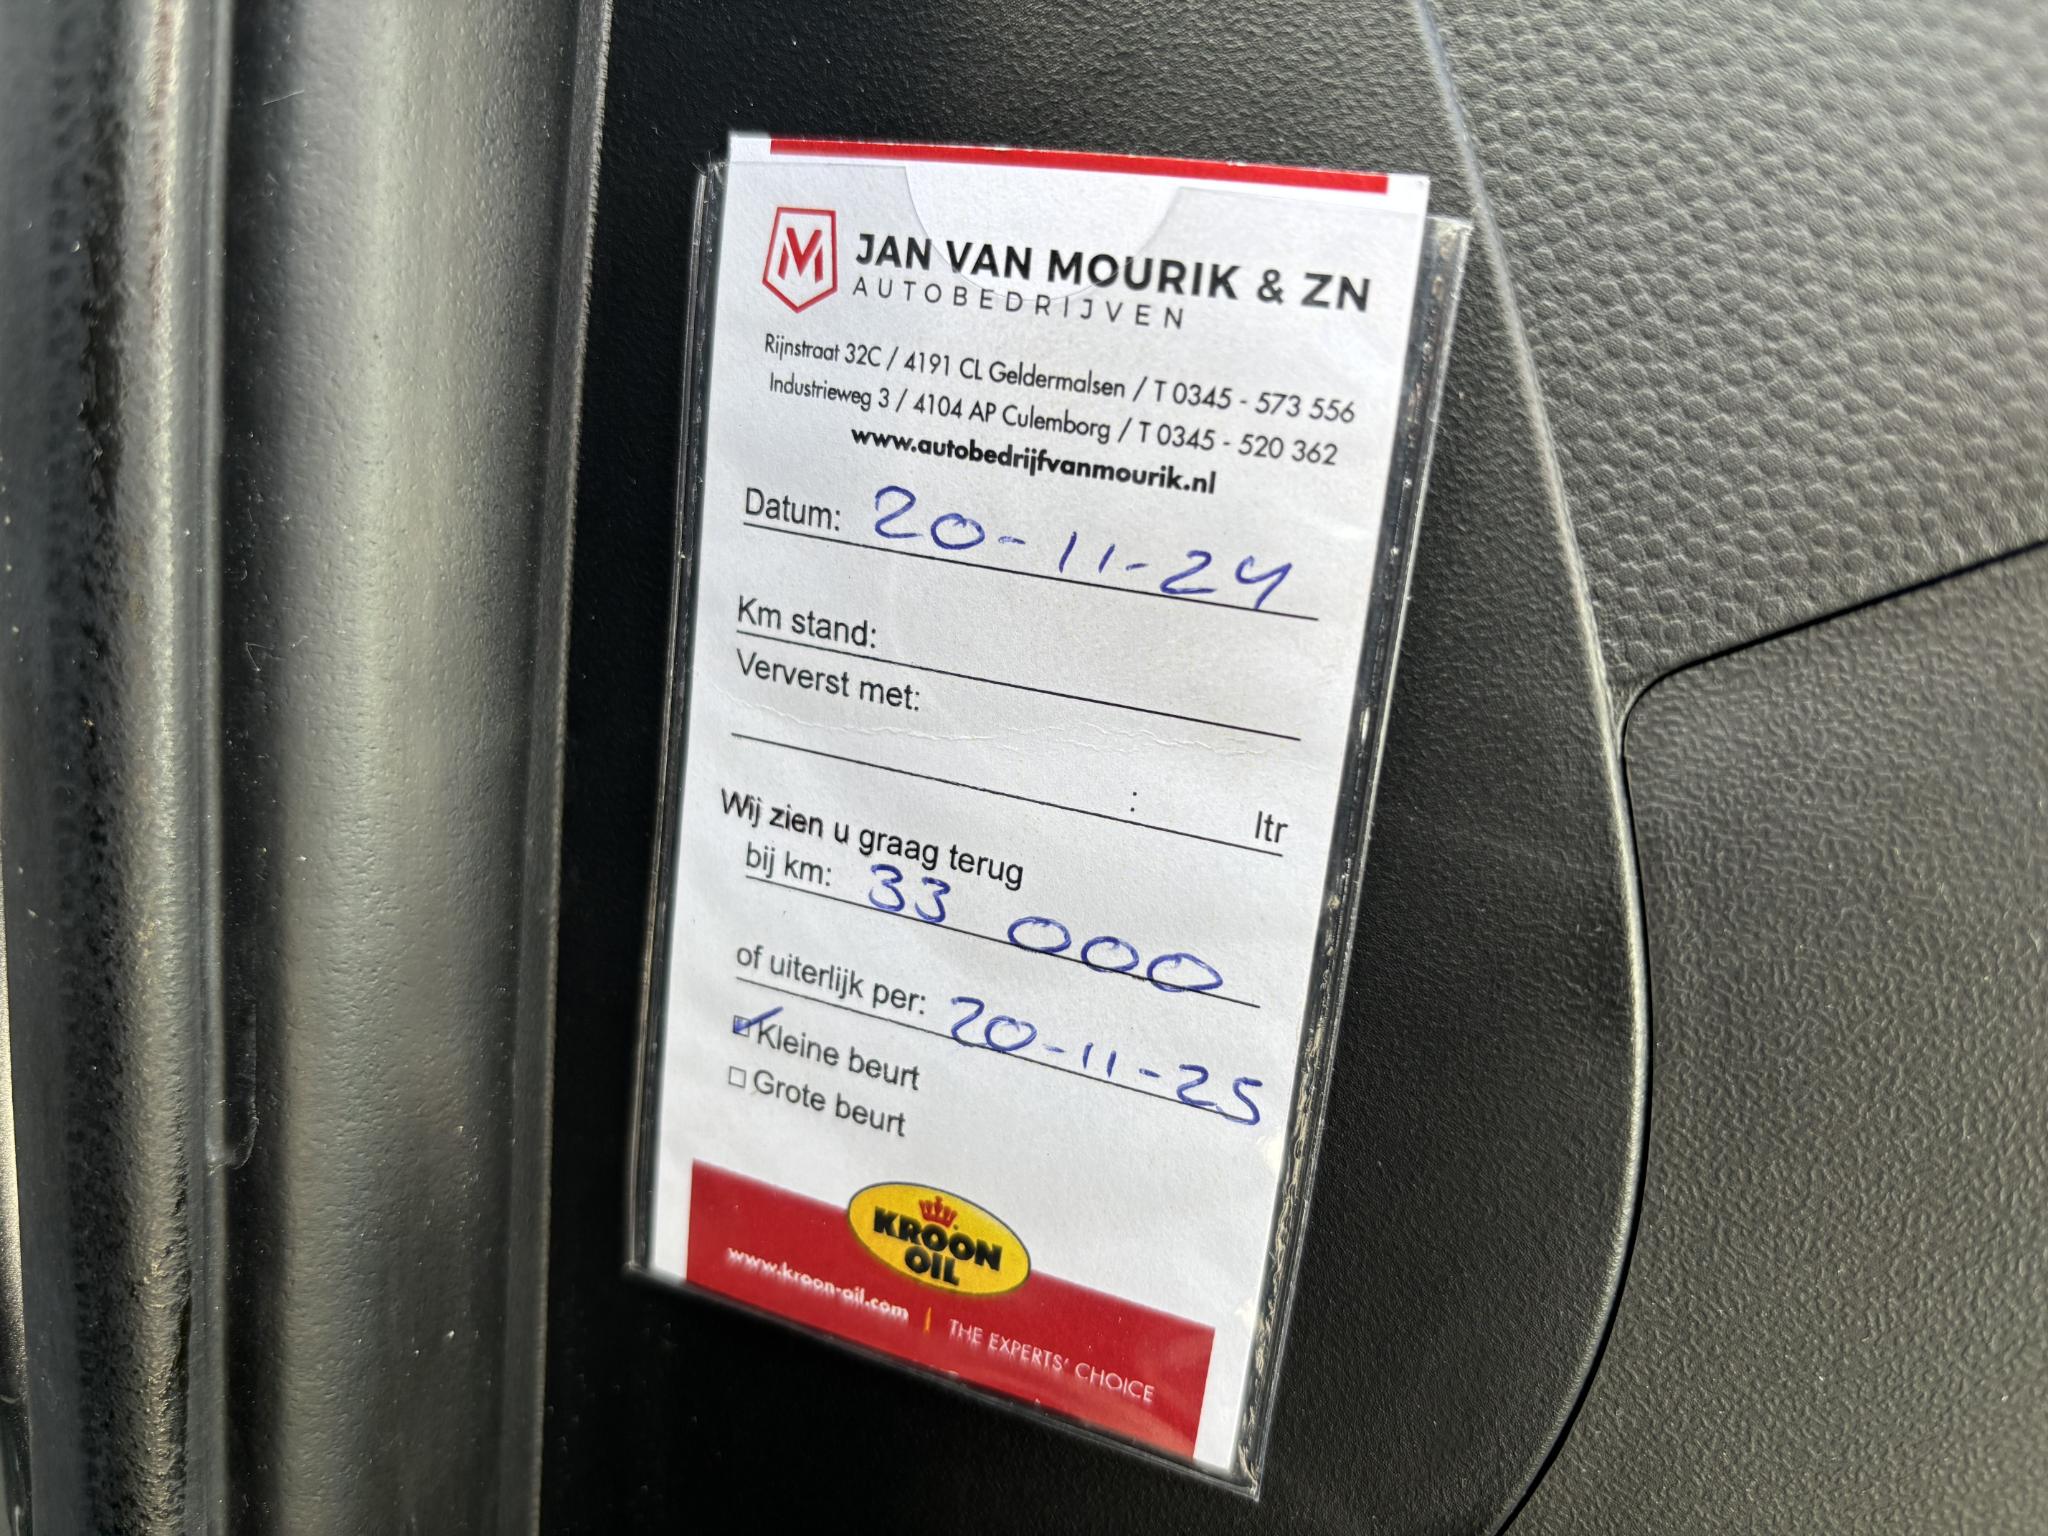 M JAN VAN MOURIK & ZN
AUTOBEDRIJVEN
Rijnstraat 32C / 4191 CL Geldermalsen / T 0345 - 573 556
Industrieweg 3 / 4104 AP Culemborg / T 0345 - 520 362
www.autobedrijfvanmourik.nl
Datum: 20-11-24
Km stand:
Ververst met:
: ltr
Wij zien u graag terug
bij km: 33 000
of uiterlijk per: 20-11-25
Kleine beurt
Grote beurt
KROON
OIL
www.kroon-oil.com | THE EXPERTS' CHOICE